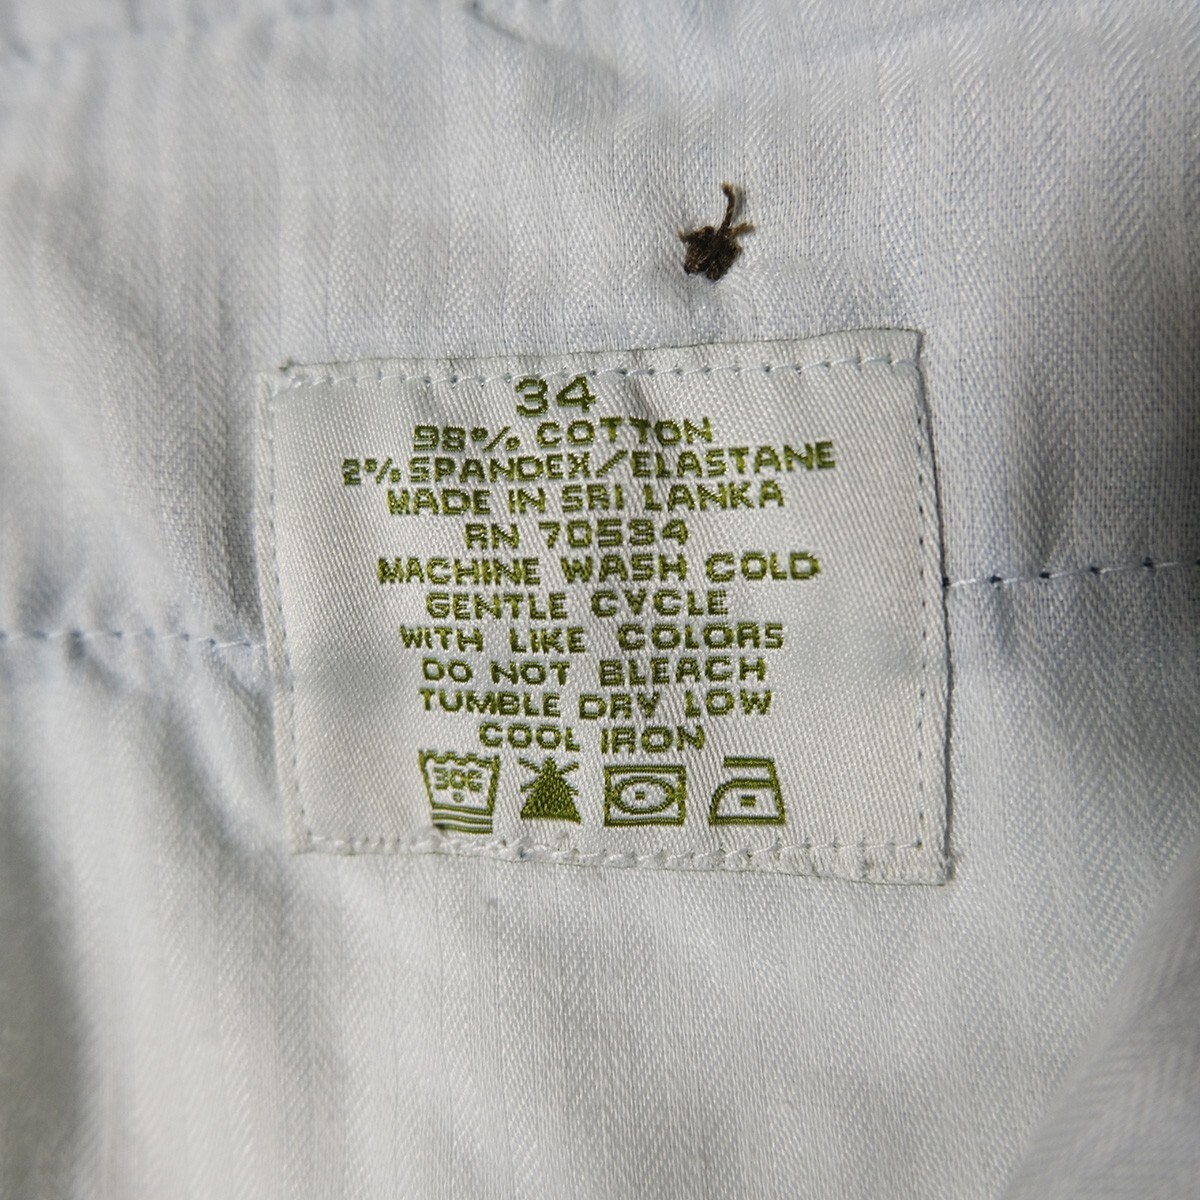 34
98% COTTON
2% SPANDEX/ELASTANE
MADE IN SRI LANKA
RN 70534
MACHINE WASH COLD
GENTLE CYCLE
WITH LIKE COLORS
DO NOT BLEACH
TUMBLE DRY LOW
COOL IRON
30C